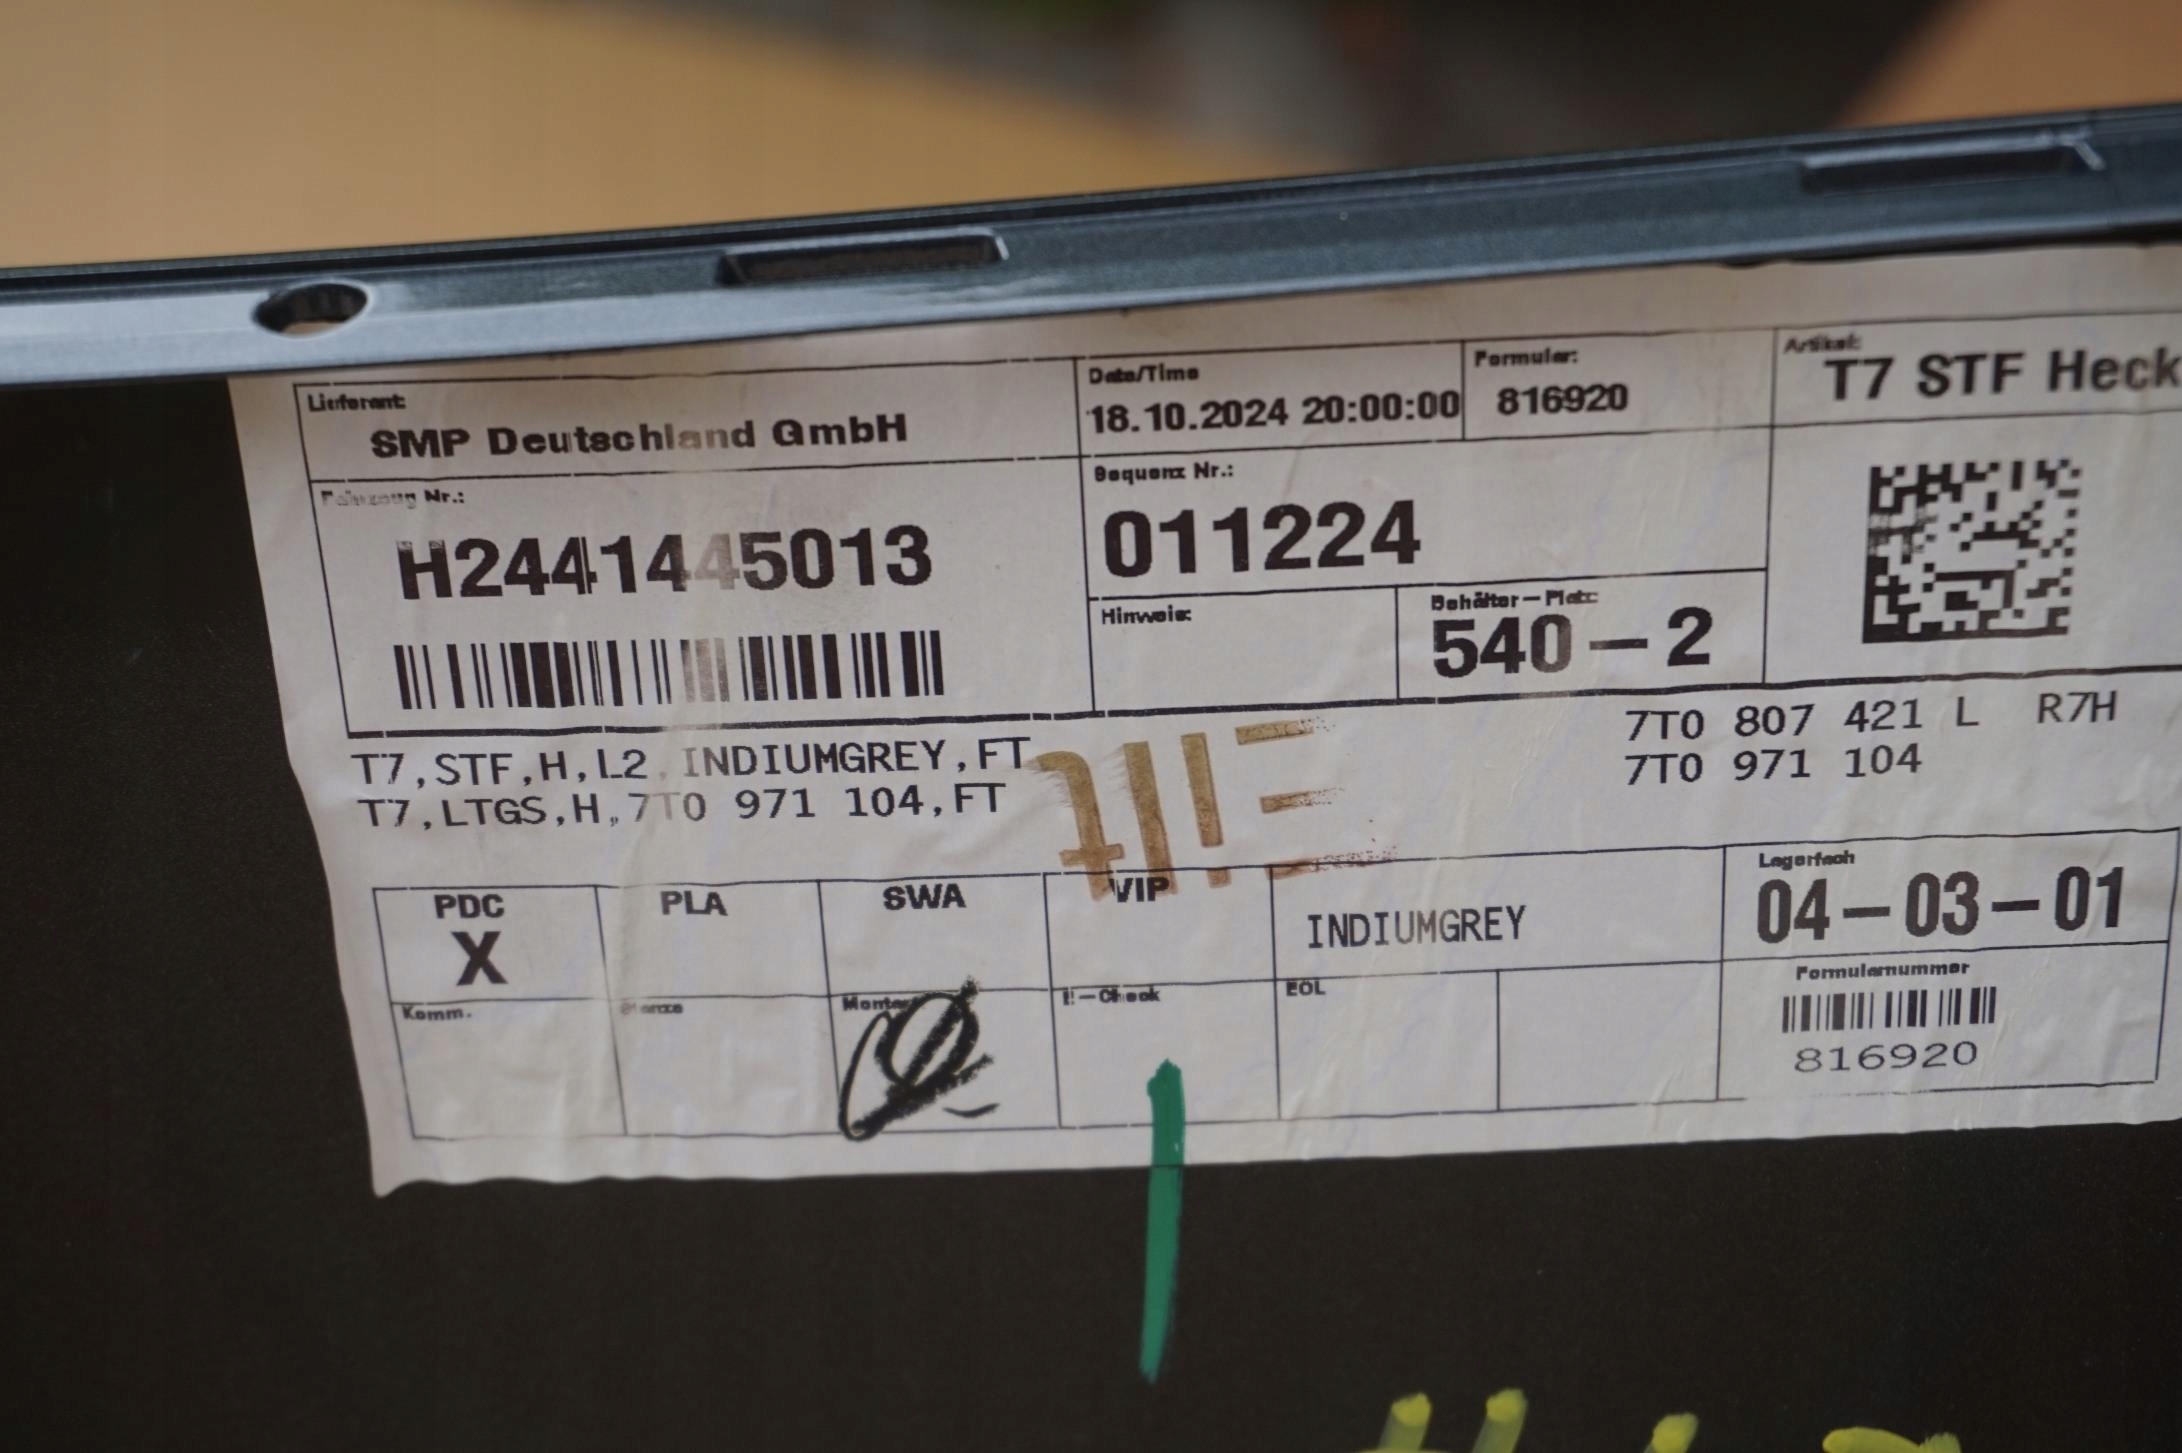 Lieferant:
SMP Deutschland GmbH
Date/Time
18.10.2024 20:00:00
Formular:
816920
Artikel:
T7 STF Heck
Fahrzeug Nr.:
H2441445013
Sequenz Nr.:
011224
Hinweis:
Behälter-Platz:
540-2
T7,STF,H,L2, INDIUMGREY,FT
T7,LTGS,H,,7T0 971 104,FT
7T0 807 421 L R7H
7T0 971 104
PDC
X
PLA
SWA
VIP
INDIUMGREY
Lagerfach
04-03-01
Komm.
Stanze
Montage
E-Check
EOL
Formularnummer
816920